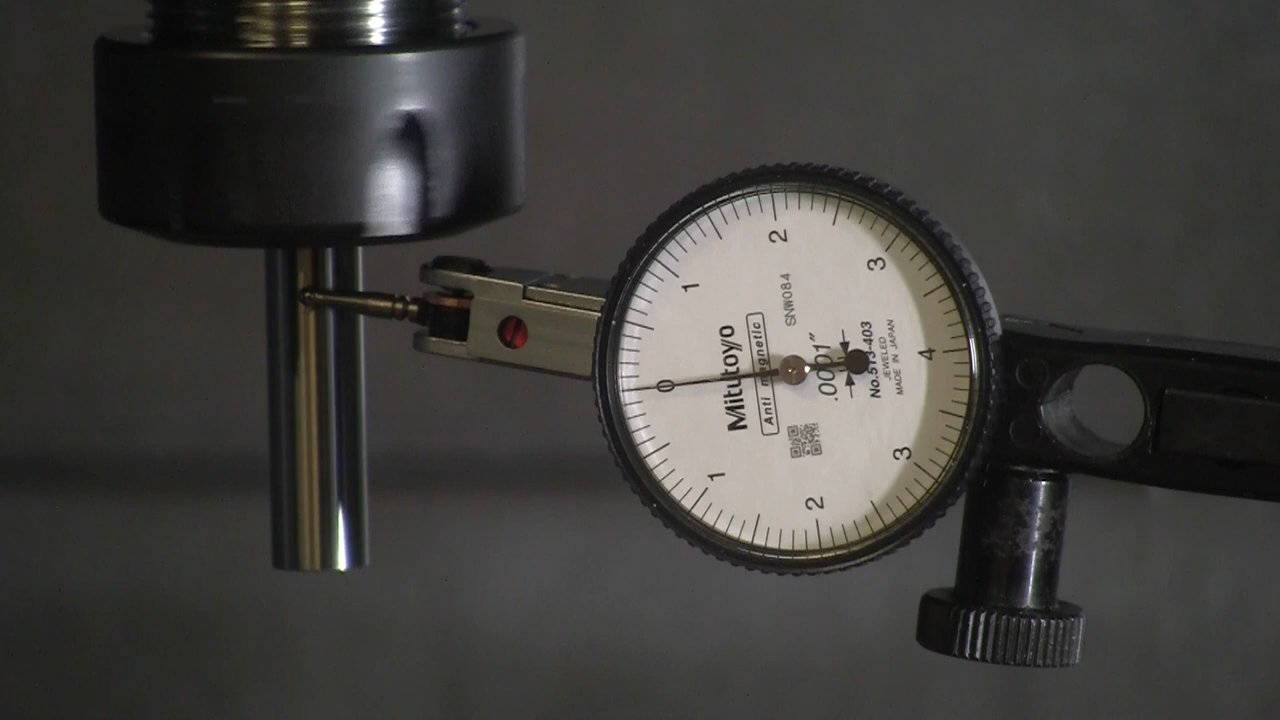 0
1
2
3
4
3
2
1
Mitutoyo
Anti magnetic
SNW084
.0001"
No.513-403
JEWELED
MADE IN JAPAN